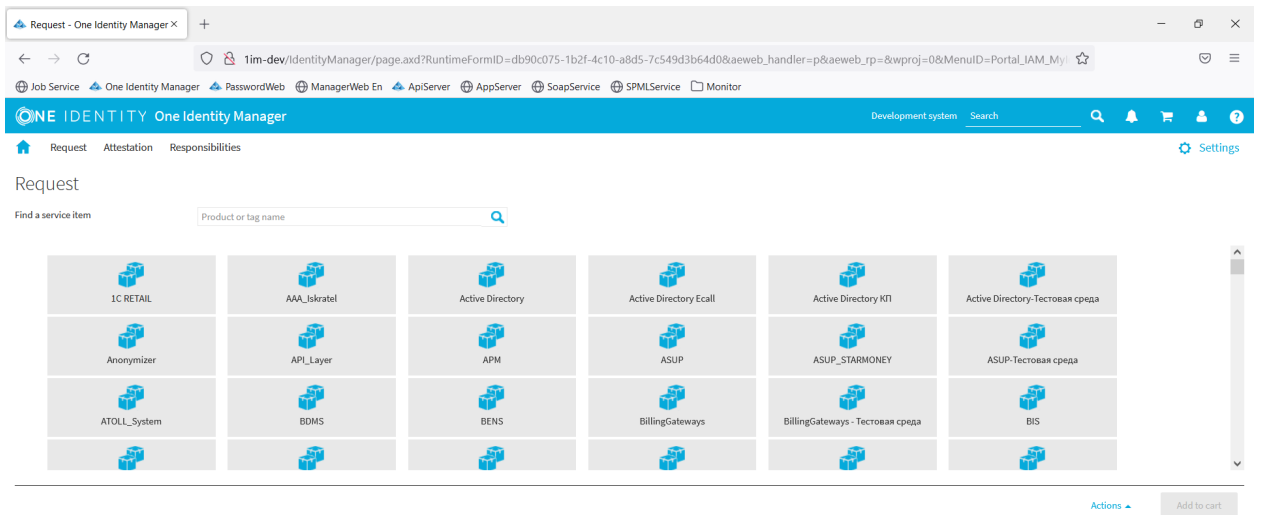 Request - One Identity Manager
1im-dev/IdentityManager/page.axd?RuntimeFormID=db90c075-1b2f-4c10-a8d5-7c549d3b64d0&aeweb_handler=p&aeweb_rp=&wproj=0&MenuID=Portal_IAM_My
Job Service One Identity Manager PasswordWeb ManagerWeb En ApiServer AppServer SoapService SPMLService Monitor
ONE IDENTITY One Identity Manager Development system Search
Request Attestation Responsibilities Settings
Request
Find a service item Product or tag name
1C RETAIL AAA_Iskratel Active Directory Active Directory Ecall Active Directory КП Active Directory-Тестовая среда
Anonymizer API_Layer APM ASUP ASUP_STARMONEY ASUP-Тестовая среда
ATOLL_System BDMS BENS BillingGateways BillingGateways - Тестовая среда BIS
Actions Add to cart